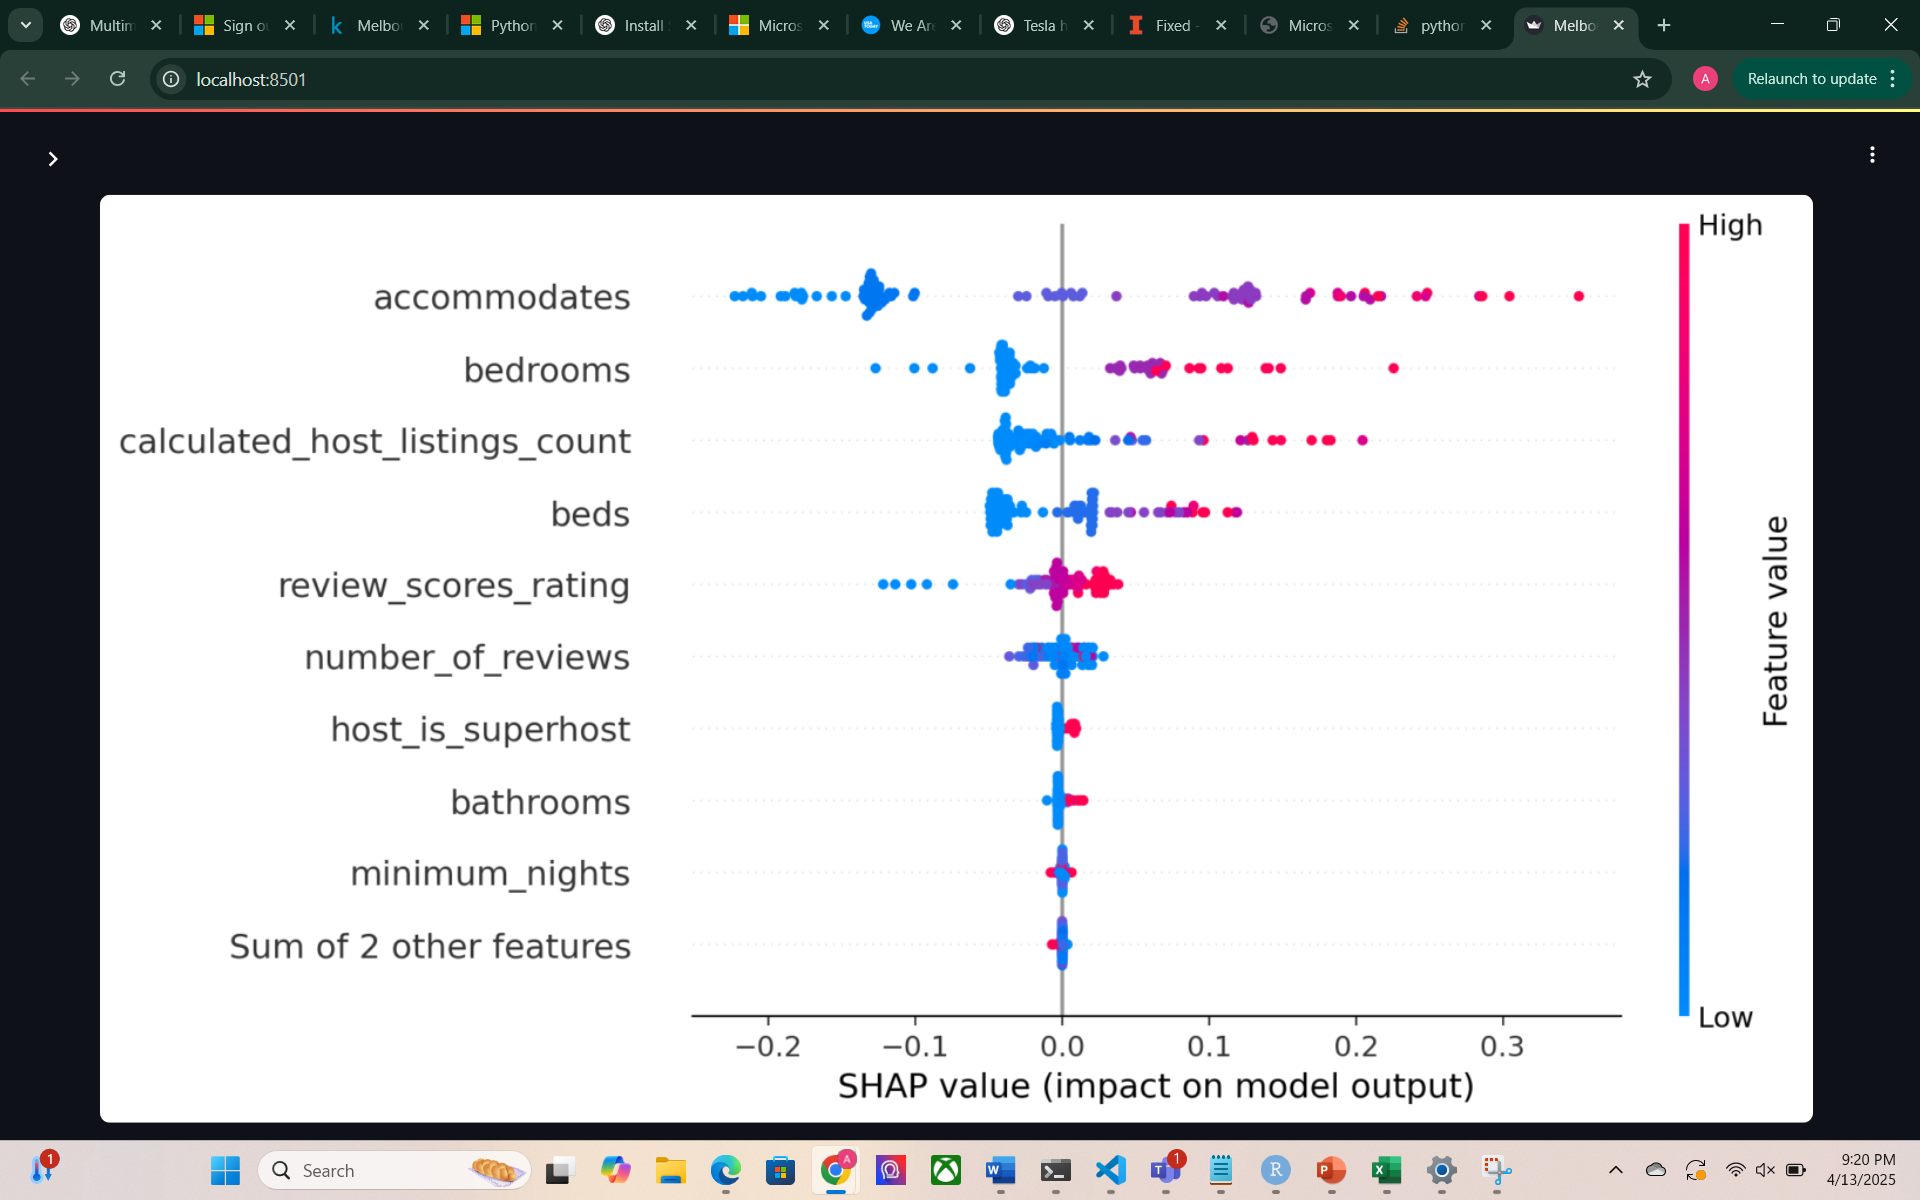 Multim
Sign o
Melbo
Python
Install
Micros
We Are
Tesla h
Fixed -
Micros
python
Melbo
localhost:8501
A
Relaunch to update
High
accommodates
bedrooms
calculated_host_listings_count
beds
review_scores_rating
number_of_reviews
host_is_superhost
bathrooms
minimum_nights
Sum of 2 other features
Feature value
Low
−0.2 −0.1 0.0 0.1 0.2 0.3
SHAP value (impact on model output)
1
Search
A
1
9:20 PM
4/13/2025